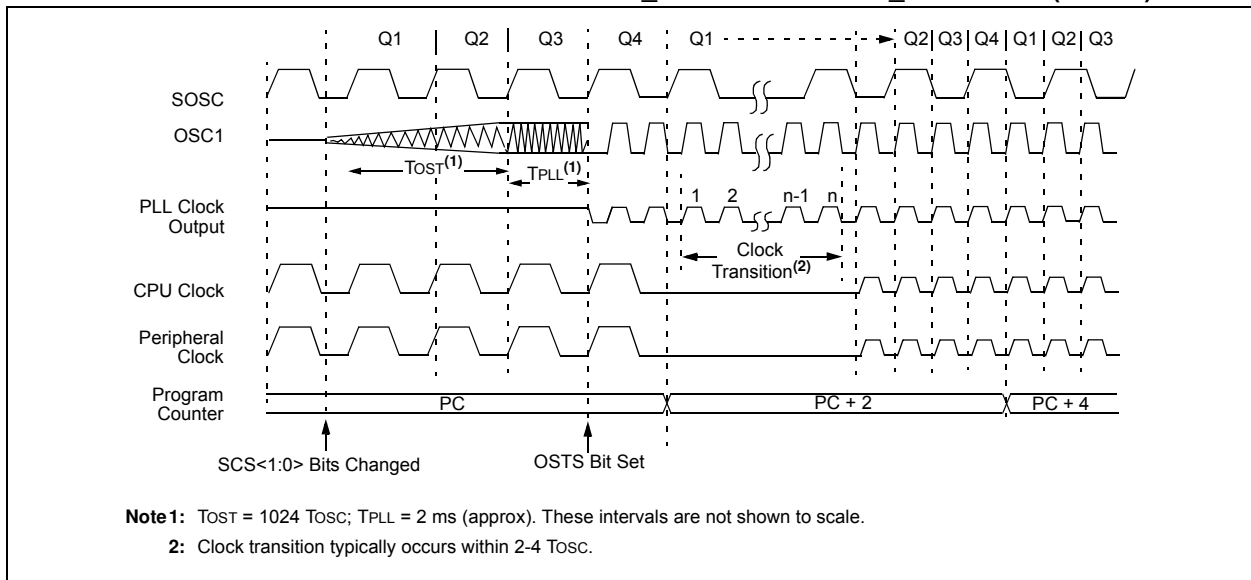 Q1 Q2 Q3 Q4 Q1 Q2 Q3 Q4 Q1 Q2 Q3
SOSC
OSC1
TOST(1) TPLL(1)
PLL Clock
Output
1 2 n-1 n
Clock
Transition(2)
CPU Clock
Peripheral
Clock
Program
Counter
PC PC + 2 PC + 4
SCS<1:0> Bits Changed OSTS Bit Set
Note 1: TOST = 1024 TOSC; TPLL = 2 ms (approx). These intervals are not shown to scale.
2: Clock transition typically occurs within 2-4 TOSC.